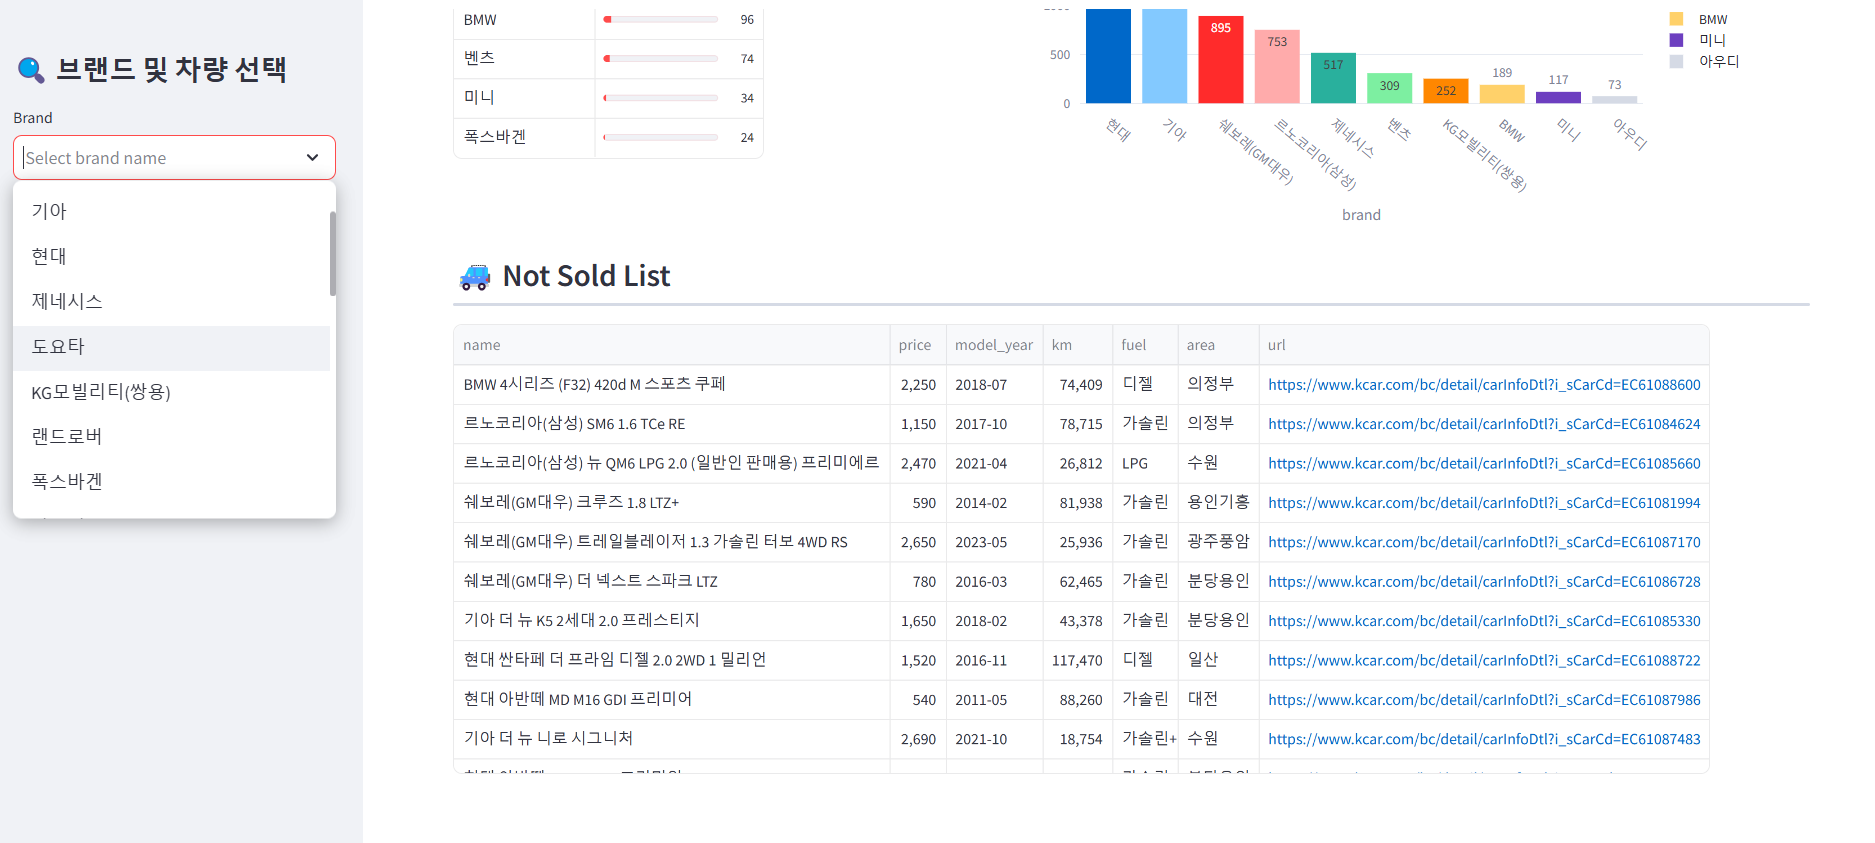 브랜드 및 차량 선택
Brand
Select brand name
기아
현대
제네시스
도요타
KG모빌리티(쌍용)
랜드로버
폭스바겐
BMW 96
벤츠 74
미니 34
폭스바겐 24
500
0
895
753
517
309
252
189
117
73
현대
기아
쉐보레(GM대우)
르노코리아(삼성)
제네시스
벤츠
KG모빌리티(쌍용)
BMW
미니
아우디
brand
BMW
미니
아우디
Not Sold List
name price model_year km fuel area url
BMW 4시리즈 (F32) 420d M 스포츠 쿠페 2,250 2018-07 74,409 디젤 의정부 https://www.kcar.com/bc/detail/carInfoDtl?i_sCarCd=EC61088600
르노코리아(삼성) SM6 1.6 TCe RE 1,150 2017-10 78,715 가솔린 의정부 https://www.kcar.com/bc/detail/carInfoDtl?i_sCarCd=EC61084624
르노코리아(삼성) 뉴 QM6 LPG 2.0 (일반인 판매용) 프리미에르 2,470 2021-04 26,812 LPG 수원 https://www.kcar.com/bc/detail/carInfoDtl?i_sCarCd=EC61085660
쉐보레(GM대우) 크루즈 1.8 LTZ+ 590 2014-02 81,938 가솔린 용인기흥 https://www.kcar.com/bc/detail/carInfoDtl?i_sCarCd=EC61081994
쉐보레(GM대우) 트레일블레이저 1.3 가솔린 터보 4WD RS 2,650 2023-05 25,936 가솔린 광주풍암 https://www.kcar.com/bc/detail/carInfoDtl?i_sCarCd=EC61087170
쉐보레(GM대우) 더 넥스트 스파크 LTZ 780 2016-03 62,465 가솔린 분당용인 https://www.kcar.com/bc/detail/carInfoDtl?i_sCarCd=EC61086728
기아 더 뉴 K5 2세대 2.0 프레스티지 1,650 2018-02 43,378 가솔린 분당용인 https://www.kcar.com/bc/detail/carInfoDtl?i_sCarCd=EC61085330
현대 싼타페 더 프라임 디젤 2.0 2WD 1 밀리언 1,520 2016-11 117,470 디젤 일산 https://www.kcar.com/bc/detail/carInfoDtl?i_sCarCd=EC61088722
현대 아반떼 MD M16 GDI 프리미어 540 2011-05 88,260 가솔린 대전 https://www.kcar.com/bc/detail/carInfoDtl?i_sCarCd=EC61087986
기아 더 뉴 니로 시그니처 2,690 2021-10 18,754 가솔린+ 수원 https://www.kcar.com/bc/detail/carInfoDtl?i_sCarCd=EC61087483